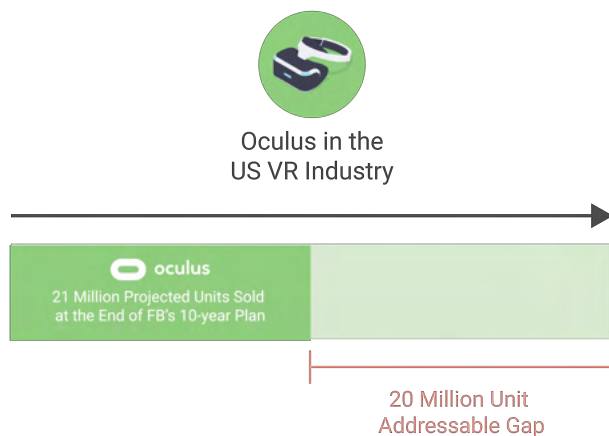 Oculus in the
US VR Industry
oculus
21 Million Projected Units Sold
at the End of FB's 10-year Plan
20 Million Unit
Addressable Gap